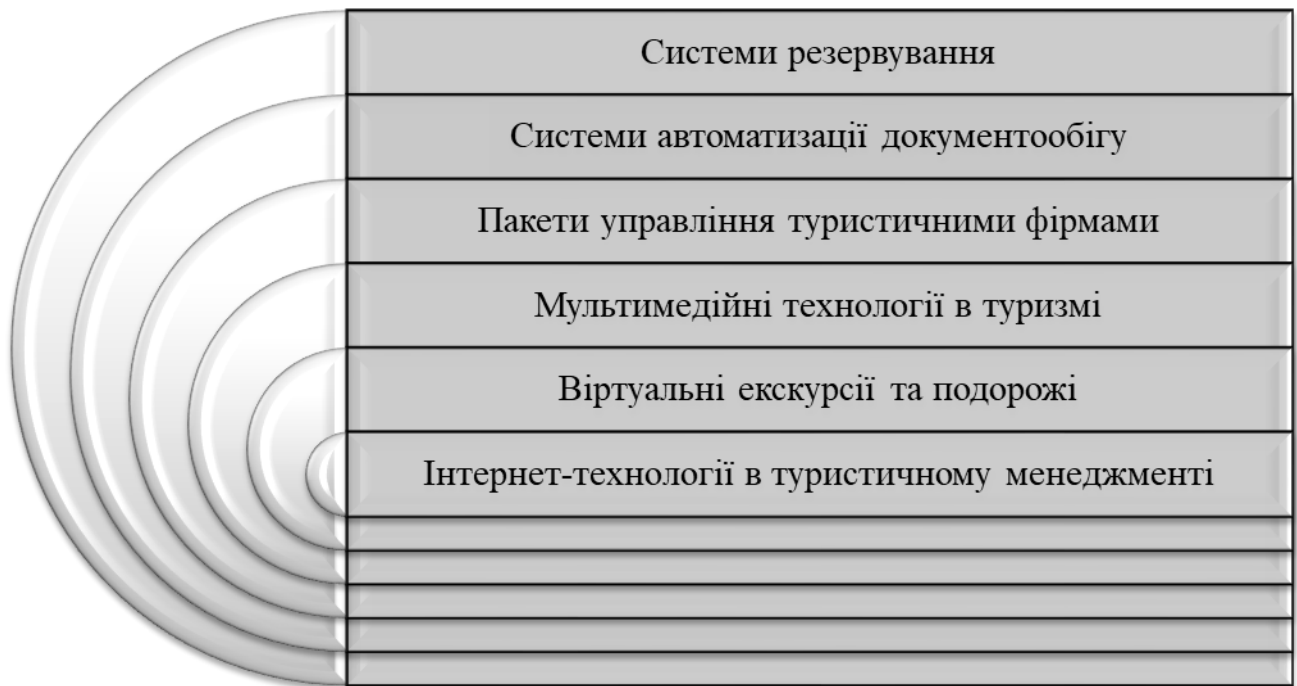 Системи резервування
Системи автоматизації документообігу
Пакети управління туристичними фірмами
Мультимедійні технології в туризмі
Віртуальні екскурсії та подорожі
Інтернет-технології в туристичному менеджменті